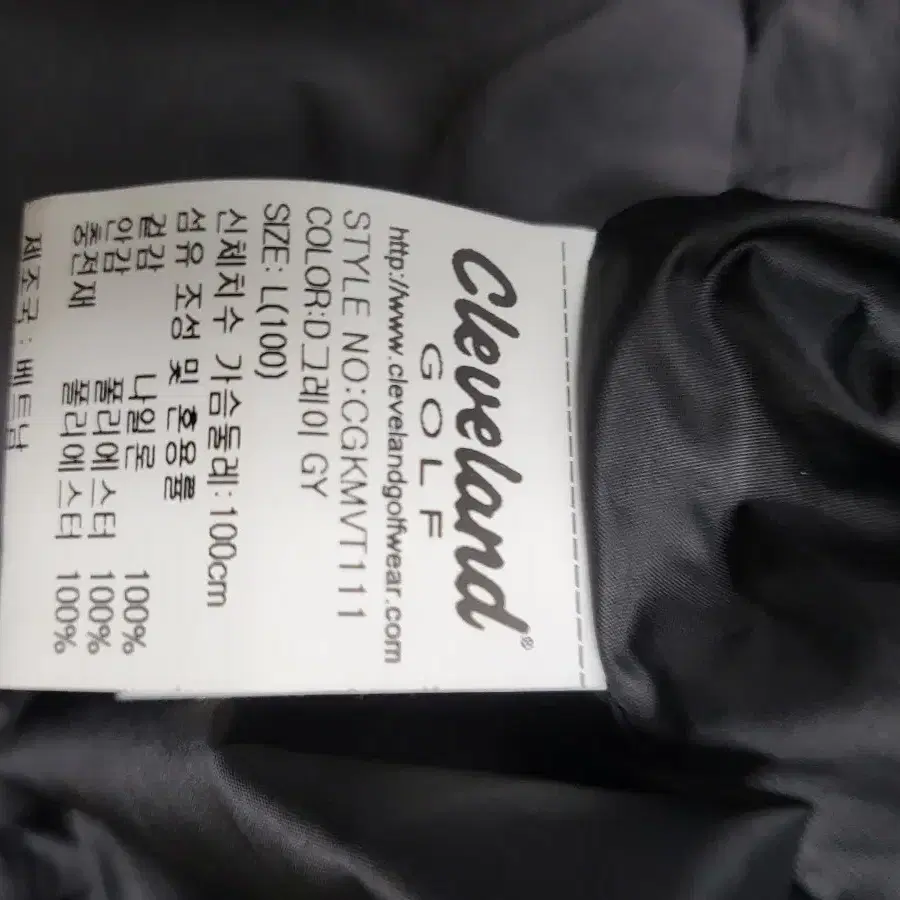 Cleveland®
GOLF
http://www.clevelandgolfwear.com
STYLE NO:CGKMVT111
COLOR:D그레이 GY
SIZE: L(100)
신체치수 가슴둘레: 100cm
섬유 조성 및 혼용률
겉감 나일론 100%
안감 폴리에스터 100%
충전재 폴리에스터 100%
제조국 : 베트남